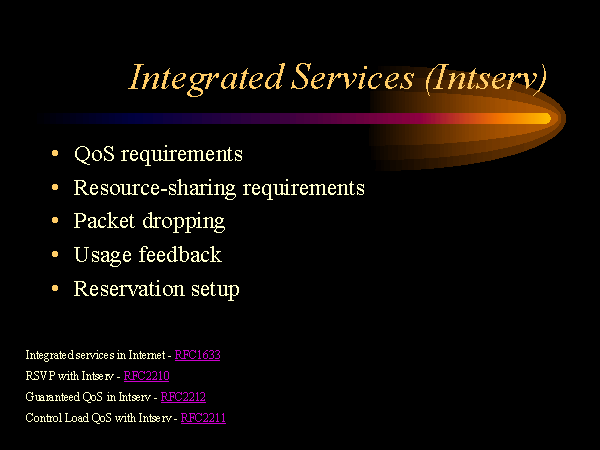 Integrated Services (Intserv)
• QoS requirements
• Resource-sharing requirements
• Packet dropping
• Usage feedback
• Reservation setup
Integrated services in Internet - RFC1633
RSVP with Intserv - RFC2210
Guaranteed QoS in Intserv - RFC2212
Control Load QoS with Intserv - RFC2211